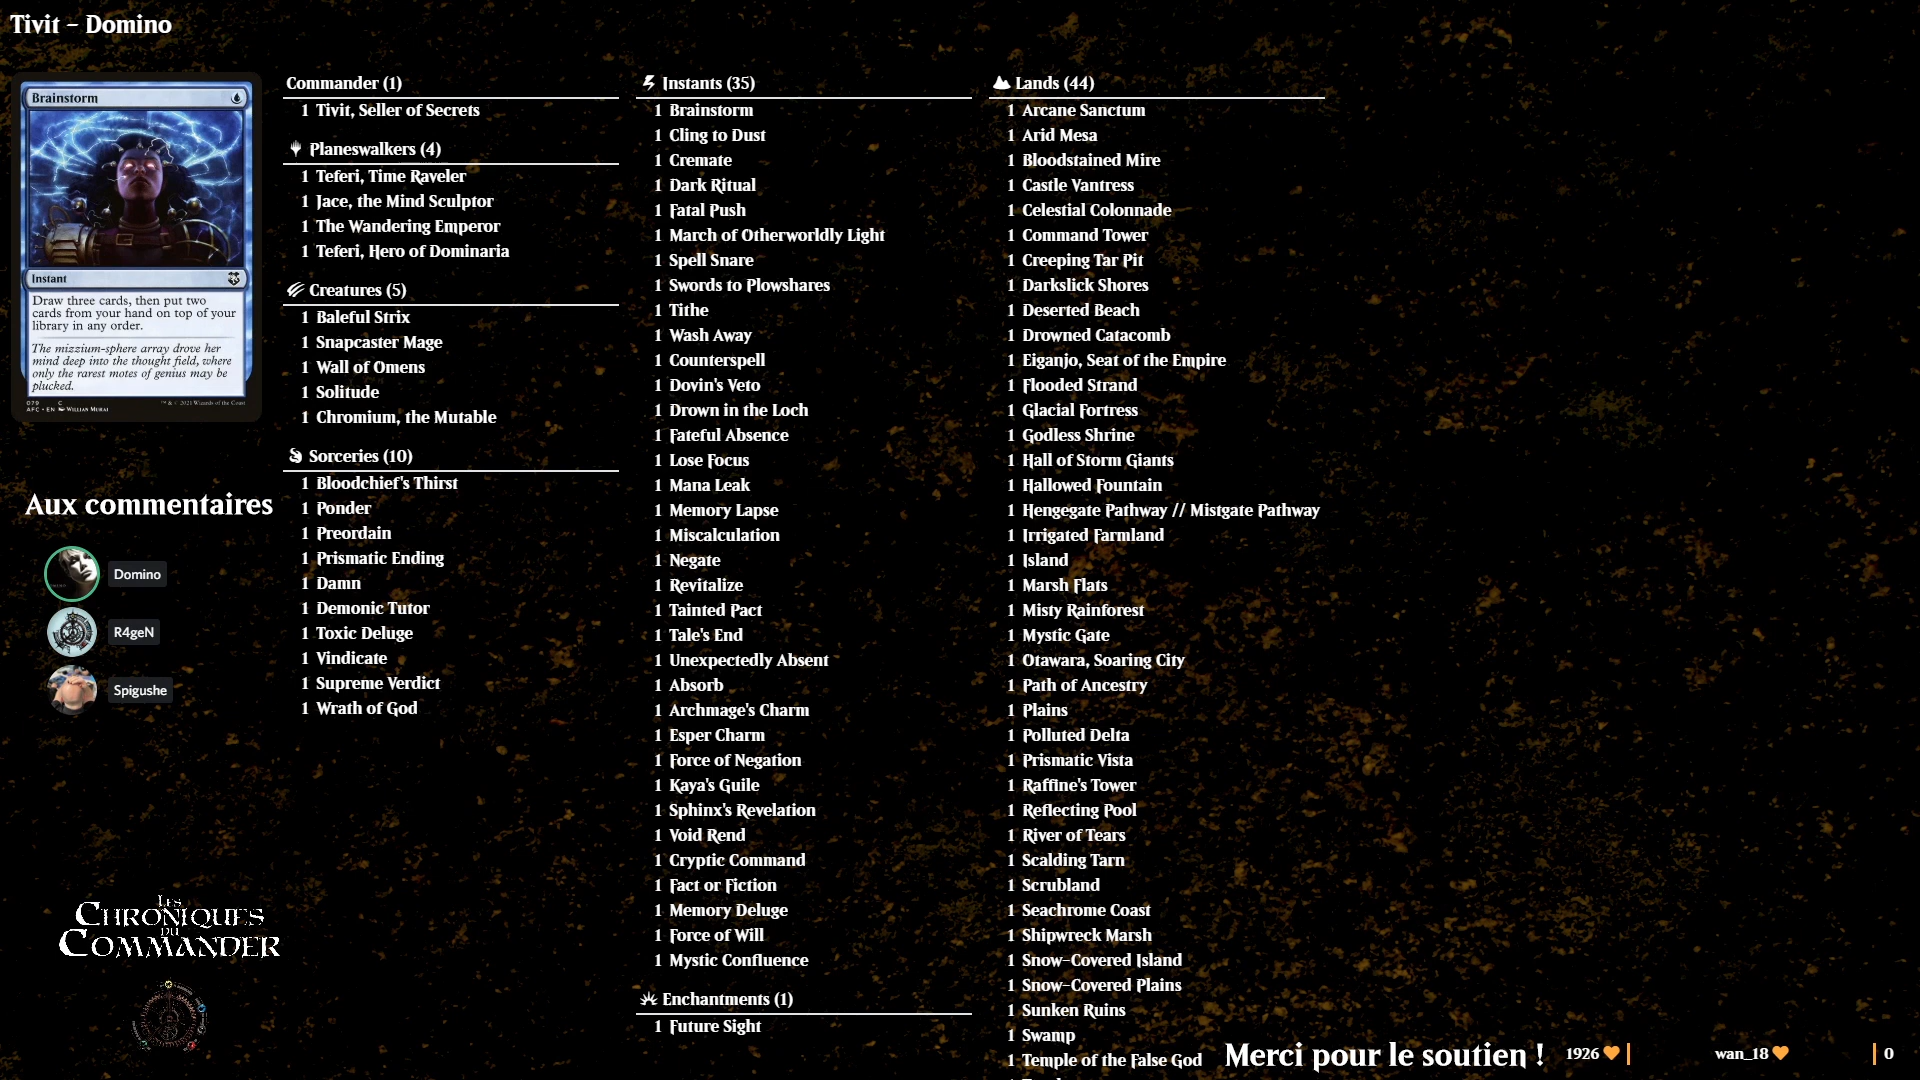 Tivit - Domino
Brainstorm
Instant
Draw three cards, then put two
cards from your hand on top of your
library in any order.
The mizzium-sphere array drove her
mind deep into the thought field, where
only the rarest motes of genius may be
plucked.
079 C
AFC • EN WILLIAN MURAI
™ & © 2021 Wizards of the Coast
Aux commentaires
Domino
R4geN
Spigushe
LES
CHRONIQUES
DU
COMMANDER
Commander (1)
1 Tivit, Seller of Secrets
Planeswalkers (4)
1 Teferi, Time Raveler
1 Jace, the Mind Sculptor
1 The Wandering Emperor
1 Teferi, Hero of Dominaria
Creatures (5)
1 Baleful Strix
1 Snapcaster Mage
1 Wall of Omens
1 Solitude
1 Chromium, the Mutable
Sorceries (10)
1 Bloodchief's Thirst
1 Ponder
1 Preordain
1 Prismatic Ending
1 Damn
1 Demonic Tutor
1 Toxic Deluge
1 Vindicate
1 Supreme Verdict
1 Wrath of God
Instants (35)
1 Brainstorm
1 Cling to Dust
1 Cremate
1 Dark Ritual
1 Fatal Push
1 March of Otherworldly Light
1 Spell Snare
1 Swords to Plowshares
1 Tithe
1 Wash Away
1 Counterspell
1 Dovin's Veto
1 Drown in the Loch
1 Fateful Absence
1 Lose Focus
1 Mana Leak
1 Memory Lapse
1 Miscalculation
1 Negate
1 Revitalize
1 Tainted Pact
1 Tale's End
1 Unexpectedly Absent
1 Absorb
1 Archmage's Charm
1 Esper Charm
1 Force of Negation
1 Kaya's Guile
1 Sphinx's Revelation
1 Void Rend
1 Cryptic Command
1 Fact or Fiction
1 Memory Deluge
1 Force of Will
1 Mystic Confluence
Enchantments (1)
1 Future Sight
Lands (44)
1 Arcane Sanctum
1 Arid Mesa
1 Bloodstained Mire
1 Castle Vantress
1 Celestial Colonnade
1 Command Tower
1 Creeping Tar Pit
1 Darkslick Shores
1 Deserted Beach
1 Drowned Catacomb
1 Eiganjo, Seat of the Empire
1 Flooded Strand
1 Glacial Fortress
1 Godless Shrine
1 Hall of Storm Giants
1 Hallowed Fountain
1 Hengegate Pathway // Mistgate Pathway
1 Irrigated Farmland
1 Island
1 Marsh Flats
1 Misty Rainforest
1 Mystic Gate
1 Otawara, Soaring City
1 Path of Ancestry
1 Plains
1 Polluted Delta
1 Prismatic Vista
1 Raffine's Tower
1 Reflecting Pool
1 River of Tears
1 Scalding Tarn
1 Scrubland
1 Seachrome Coast
1 Shipwreck Marsh
1 Snow-Covered Island
1 Snow-Covered Plains
1 Sunken Ruins
1 Swamp
1 Temple of the False God
Merci pour le soutien !
1926
wan_18
0